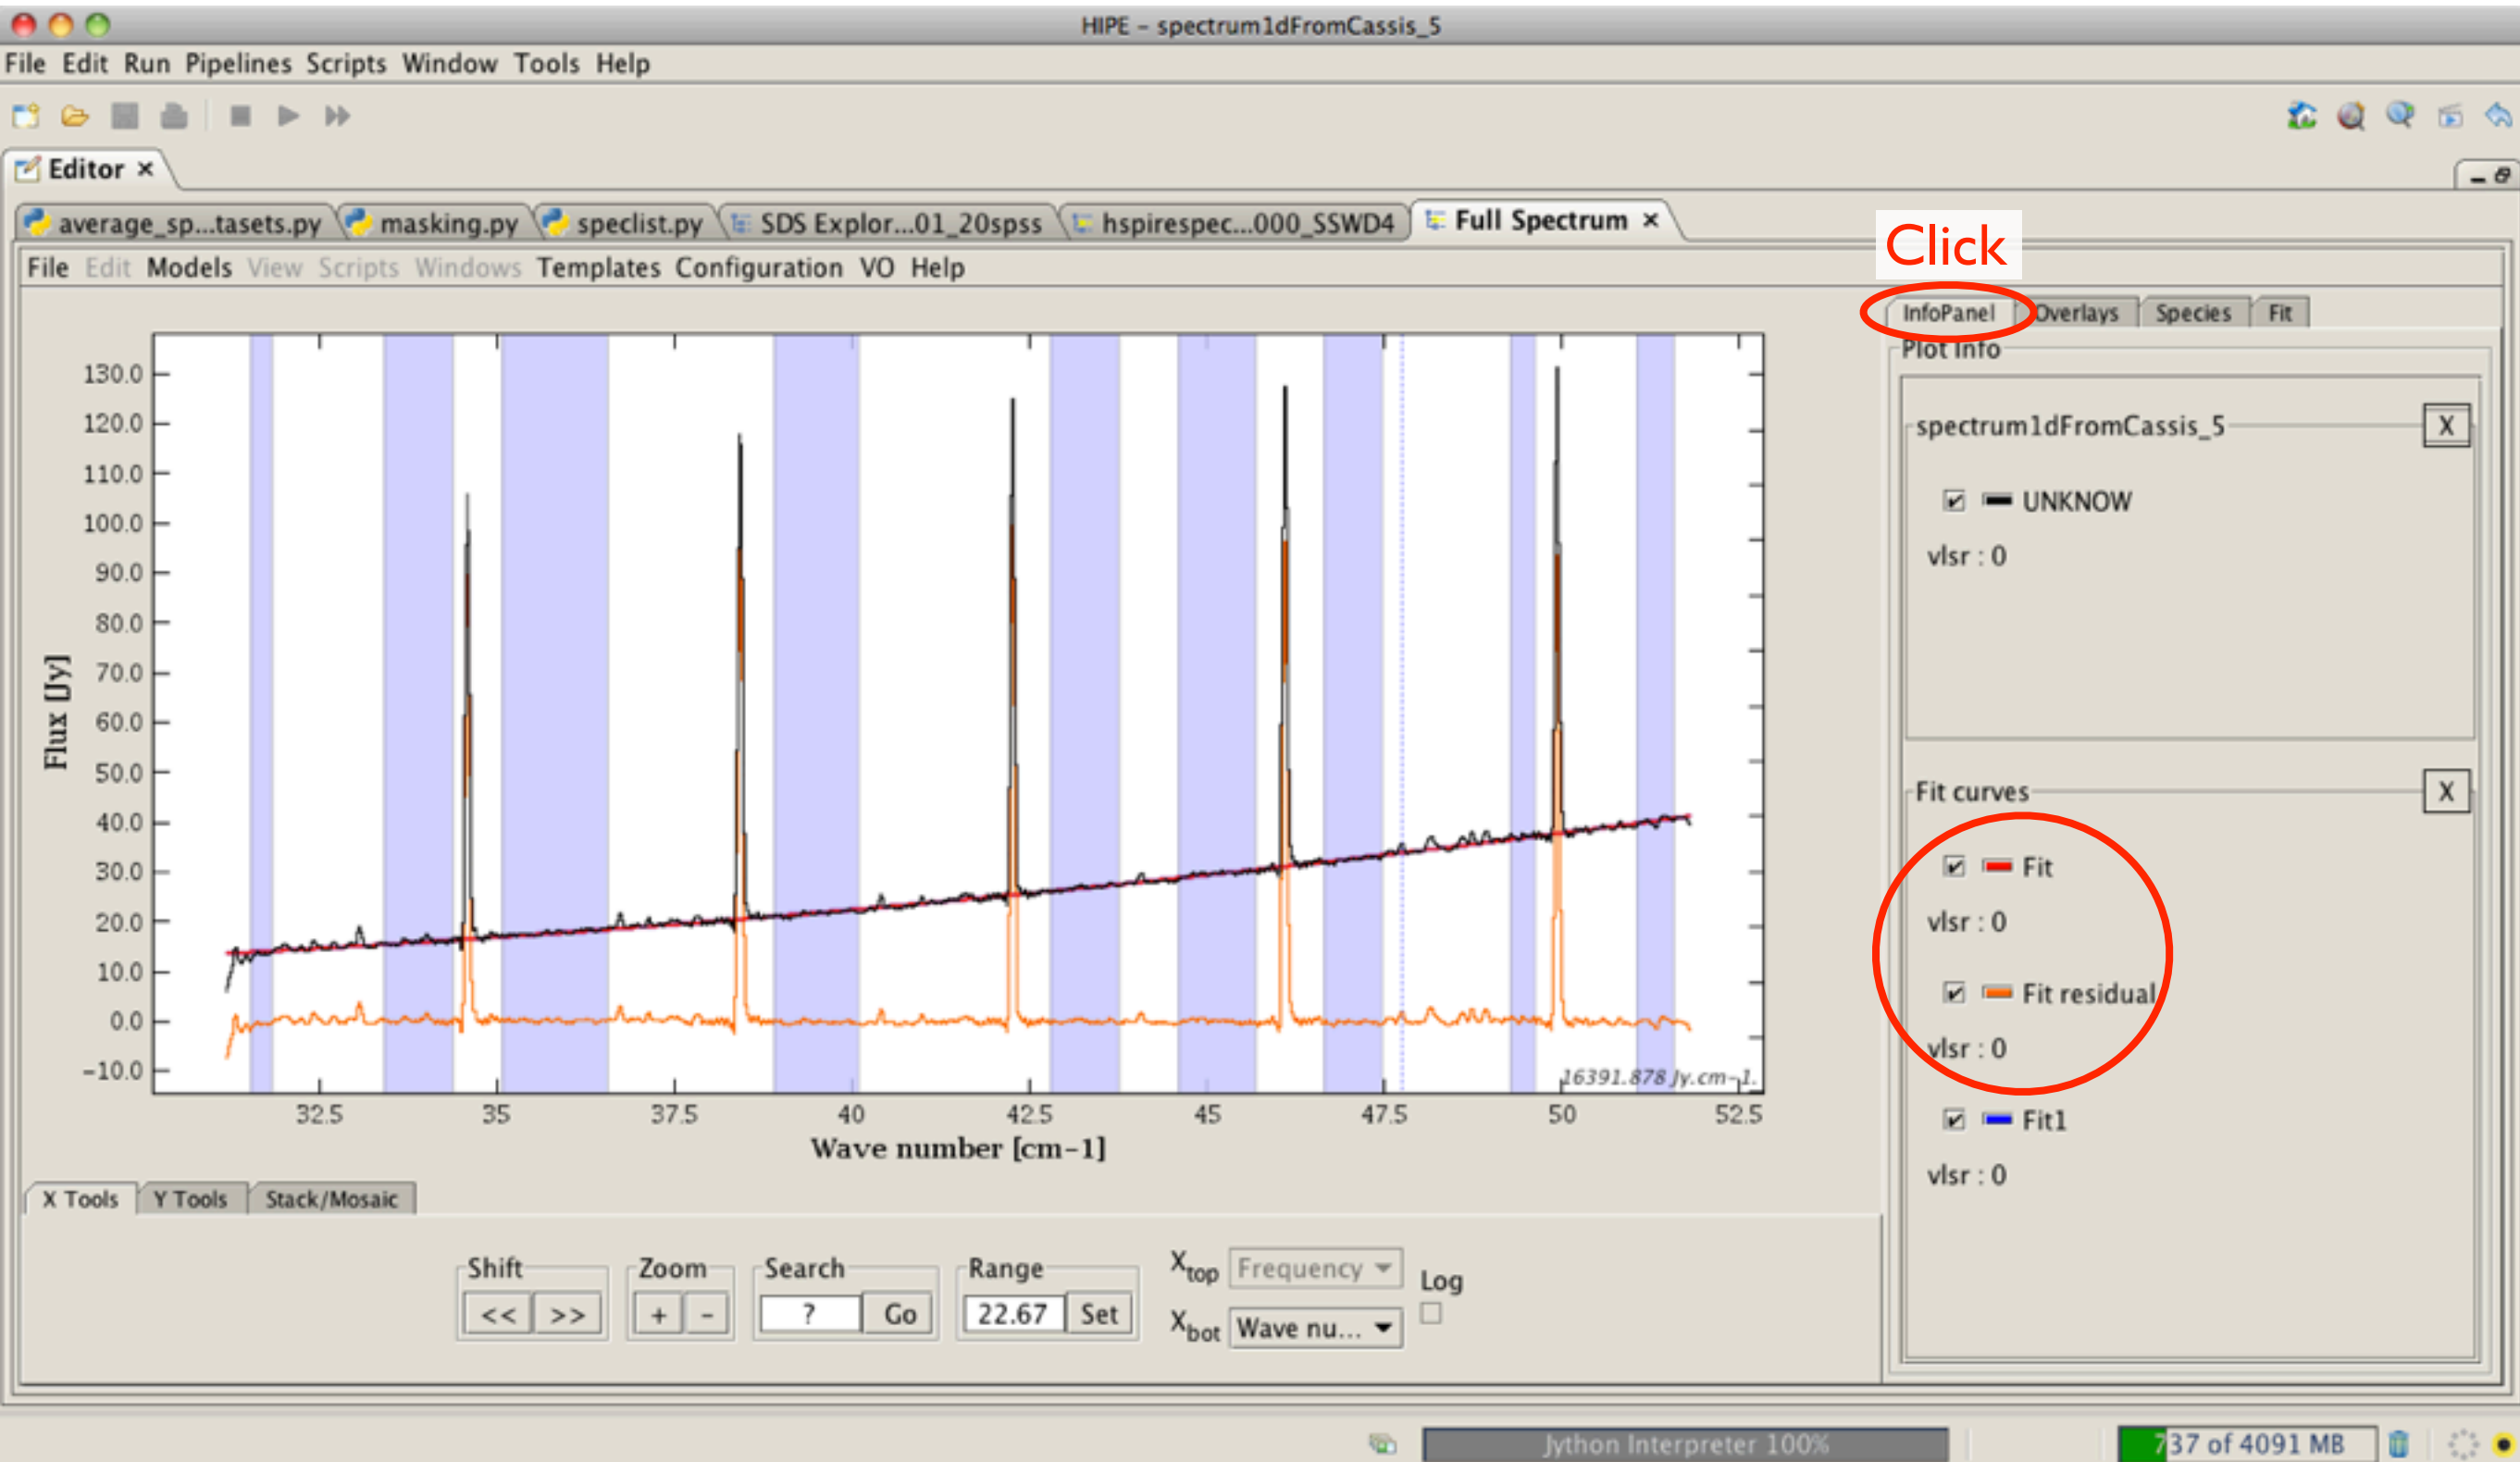 HIPE – spectrum1dFromCassis_5
File Edit Run Pipelines Scripts Window Tools Help
Editor ×
average_sp...tasets.py masking.py speclist.py SDS Explor...01_20spss hspirespec...000_SSWD4 Full Spectrum ×
Click
File Edit Models View Scripts Windows Templates Configuration VO Help
InfoPanel Overlays Species Fit
Plot Info
spectrum1dFromCassis_5 X
UNKNOW
vlsr : 0
Fit curves X
Fit
vlsr : 0
Fit residual
vlsr : 0
Fit1
vlsr : 0
Flux [Jy]
130.0
120.0
110.0
100.0
90.0
80.0
70.0
60.0
50.0
40.0
30.0
20.0
10.0
0.0
−10.0
16391.878 Jy.cm−1.
32.5 35 37.5 40 42.5 45 47.5 50 52.5
Wave number [cm−1]
X Tools Y Tools Stack/Mosaic
Shift Zoom Search Range
<< >> + - ? Go 22.67 Set
Xtop Frequency
Xbot Wave nu...
Log
Jython Interpreter 100%
737 of 4091 MB